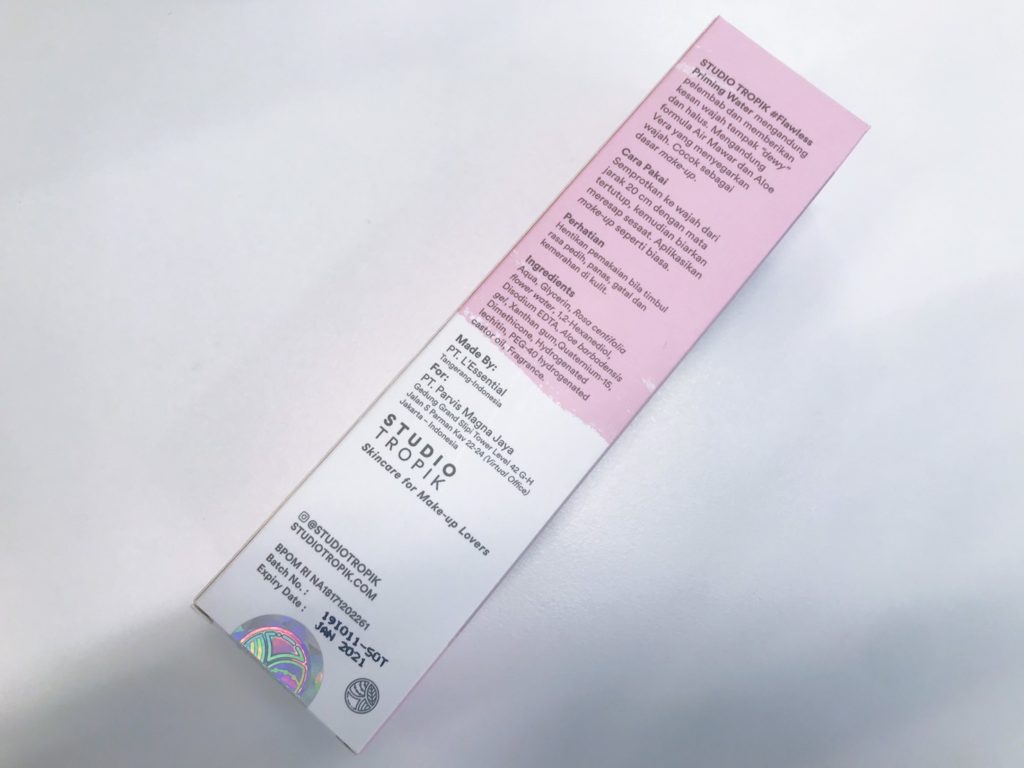 STUDIO TROPIK #Flawless
Priming Water mengandung
pelembab dan memberikan
kesan wajah tampak "dewy"
dan halus. Mengandung
formula Air Mawar dan Aloe
Vera yang menyegarkan
wajah. Cocok sebagai
dasar make-up.
Cara Pakai
Semprotkan ke wajah dari
jarak 20 cm dengan mata
tertutup, kemudian biarkan
meresap sesaat. Aplikasikan
make-up seperti biasa.
Perhatian
Hentikan pemakaian bila timbul
rasa pedih, panas, gatal dan
kemerahan di kulit.
Ingredients
Aqua, Glycerin, Rosa centifolia
flower water, 1,2-Hexanediol,
Disodium EDTA, Aloe barbadensis
gel, Xanthan gum, Quaternium-15,
Dimethicone, Hydrogenated
lechitin, PEG-40 hydrogenated
castor oil, Fragrance.
Made By:
PT. L'Essential
Tangerang-Indonesia
For:
PT. Parvis Magna Jaya
Gedung Grand Slipi Tower Level 42 G-H
Jalan S Parman Kav 22-24 (Virtual Office)
Jakarta – Indonesia
STUDIO
TROPIK
Skincare for Make-up Lovers
@STUDIOTROPIK
STUDIOTROPIK.COM
BPOM RI NA18171202261
Batch No. : 19I011-SOT
Expiry Date : JAN 2021